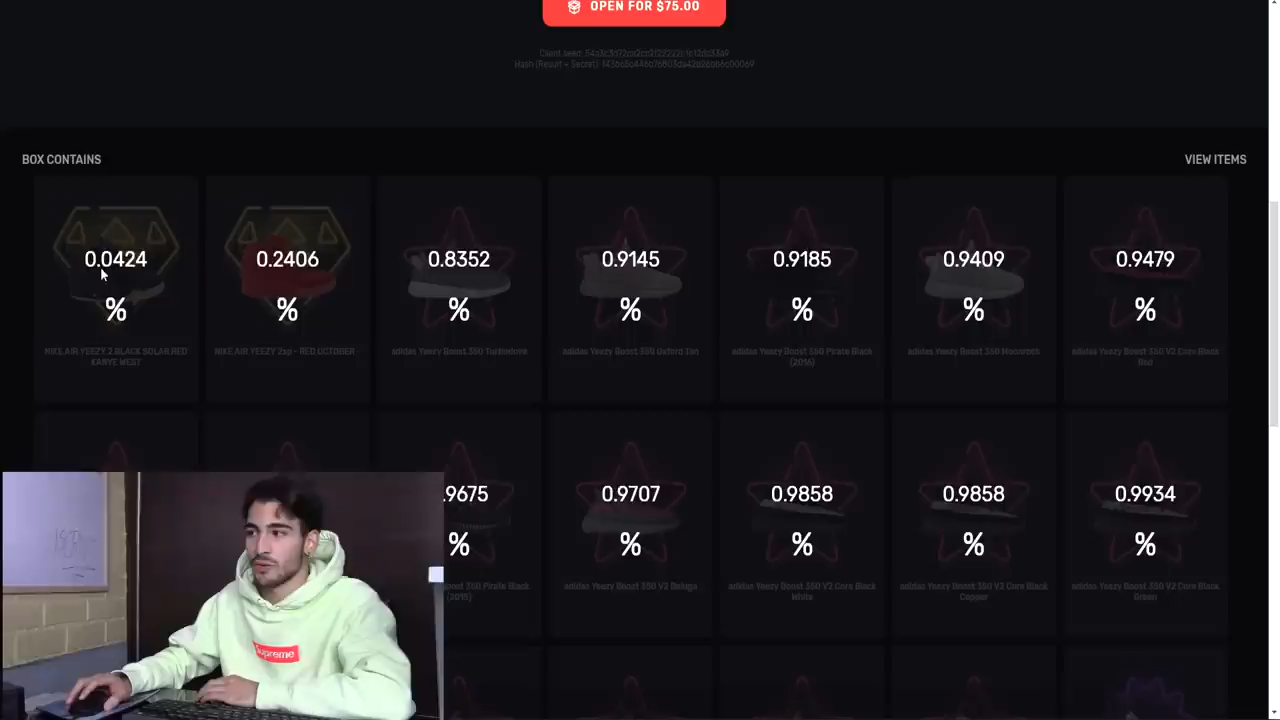 OPEN FOR $75.00
BOX CONTAINS
VIEW ITEMS
0.0424
0.2406
0.8352
0.9145
0.9185
0.9409
0.9479
%
%
%
%
%
%
%
NIKE AIR YEEZY 2 BLACK SOLAR RED
KANYE WEST
NIKE AIR YEEZY 2sp - RED OCTOBER
adidas Yeezy Boost 350 Turtledove
adidas Yeezy Boost 350 Oxford Tan
adidas Yeezy Boost 350 Pirate Black
(2016)
adidas Yeezy Boost 350 Moonrock
adidas Yeezy Boost 350 V2 Core Black
Red
.9675
0.9707
0.9858
0.9858
0.9934
%
%
%
%
%
Boost 350 Pirate Black
(2015)
adidas Yeezy Boost 350 V2 Beluga
adidas Yeezy Boost 350 V2 Core Black
White
adidas Yeezy Boost 350 V2 Core Black
Copper
adidas Yeezy Boost 350 V2 Core Black
Green
Supreme